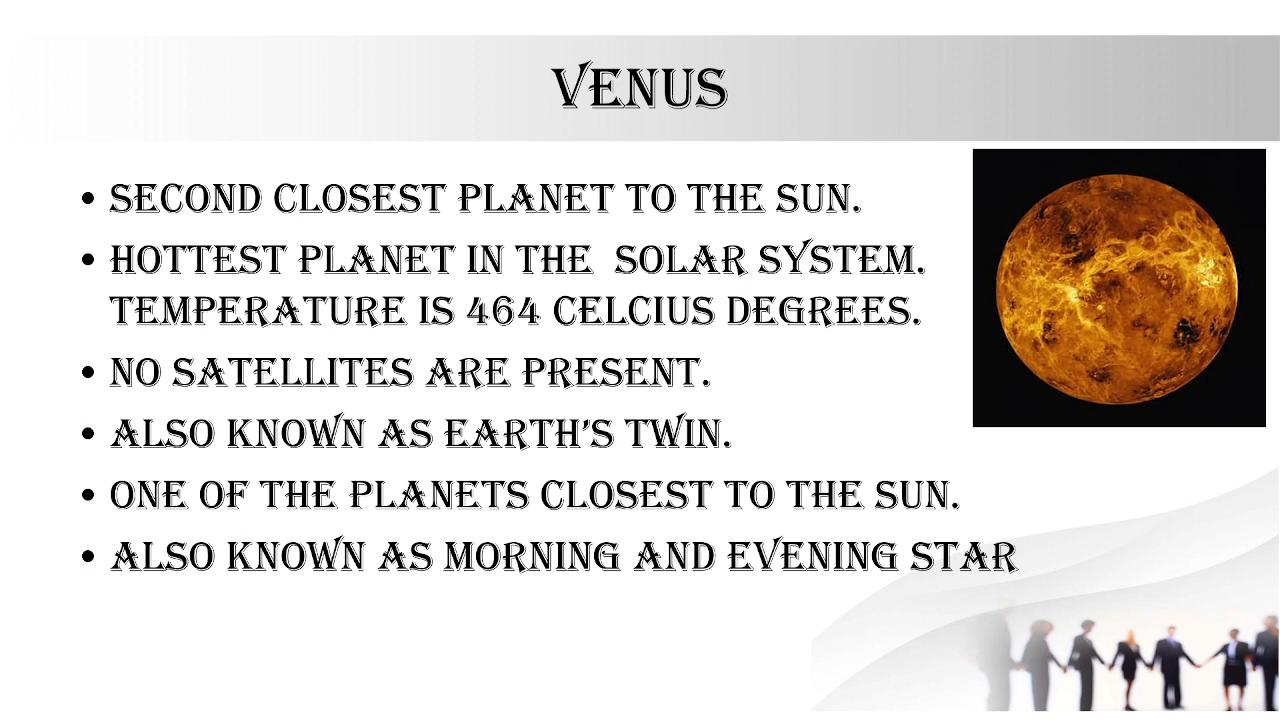 VENUS
• SECOND CLOSEST PLANET TO THE SUN.
• HOTTEST PLANET IN THE SOLAR SYSTEM.
TEMPERATURE IS 464 CELCIUS DEGREES.
• NO SATELLITES ARE PRESENT.
• ALSO KNOWN AS EARTH'S TWIN.
• ONE OF THE PLANETS CLOSEST TO THE SUN.
• ALSO KNOWN AS MORNING AND EVENING STAR